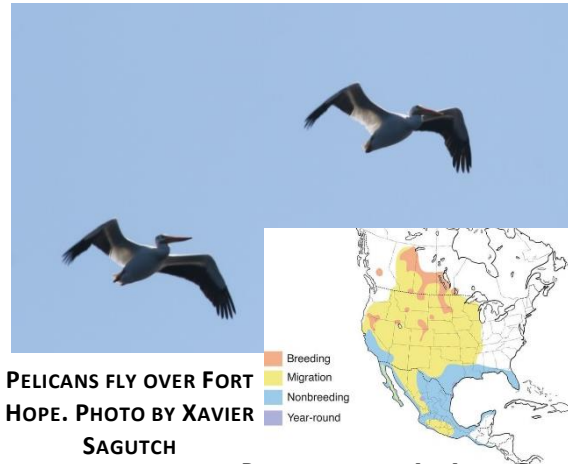 PELICANS FLY OVER FORT
HOPE. PHOTO BY XAVIER
SAGUTCH
Breeding
Migration
Nonbreeding
Year-round